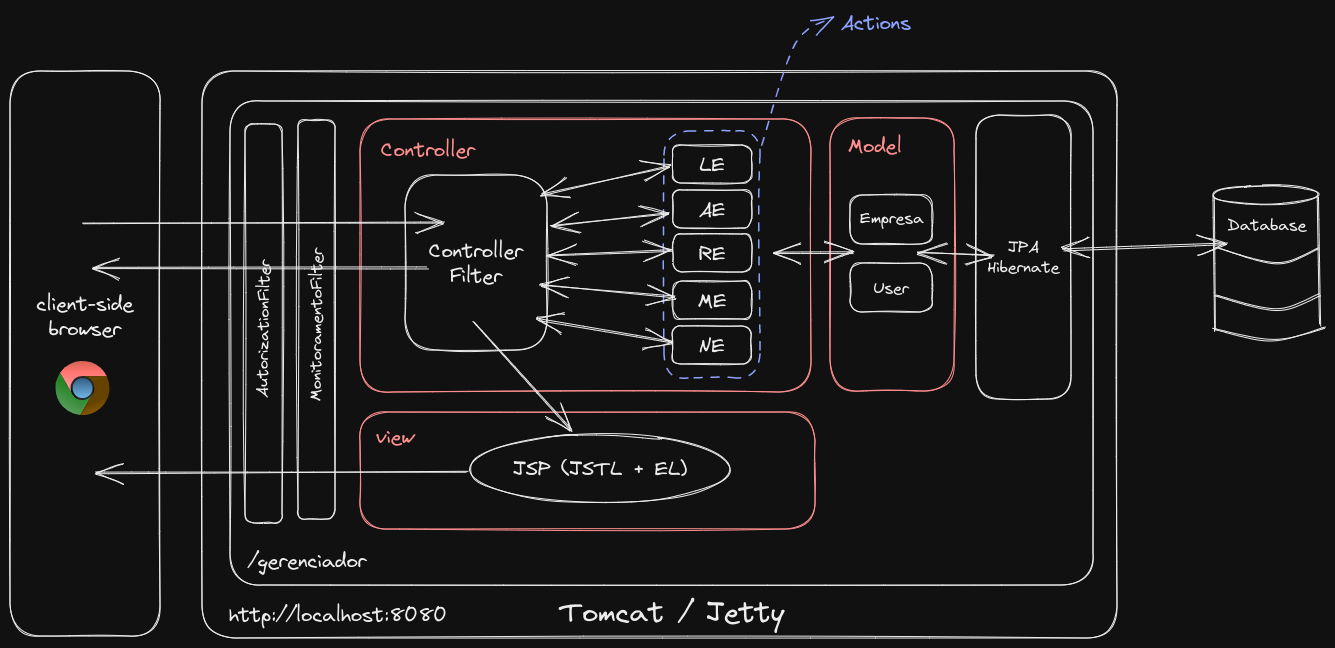 Actions
Controller
LE
AE
RE
ME
NE
Controller
Filter
Model
Empresa
User
JPA
Hibernate
Database
client-side
browser
AutorizationFilter
MonitoramentoFilter
view
JSP (JSTL + EL)
/gerenciador
http://localhost:8080
Tomcat / Jetty